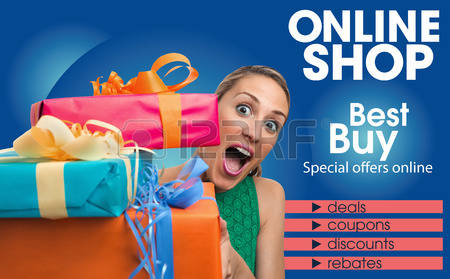 ONLINE
SHOP
Best
Buy
Special offers online
deals
coupons
discounts
rebates